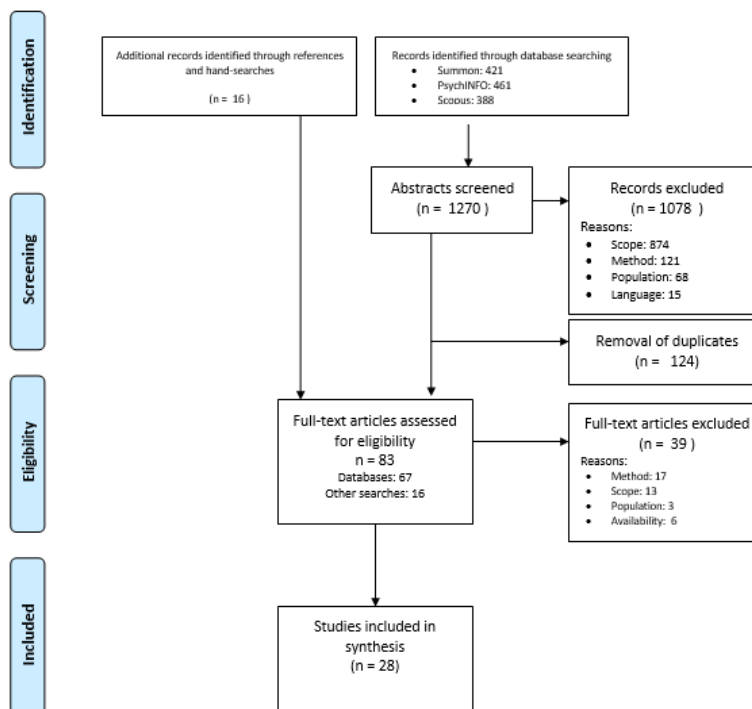 Identification
Additional records identified through references
and hand-searches
(n = 16 )
Records identified through database searching
• Summon: 421
• PsychINFO: 461
• Scopus: 388
Screening
Abstracts screened
(n = 1270 )
Records excluded
(n = 1078 )
Reasons:
• Scope: 874
• Method: 121
• Population: 68
• Language: 15
Removal of duplicates
(n = 124)
Eligibility
Full-text articles assessed
for eligibility
n = 83
Databases: 67
Other searches: 16
Full-text articles excluded
(n = 39 )
Reasons:
• Method: 17
• Scope: 13
• Population: 3
• Availability: 6
Included
Studies included in
synthesis
(n = 28)